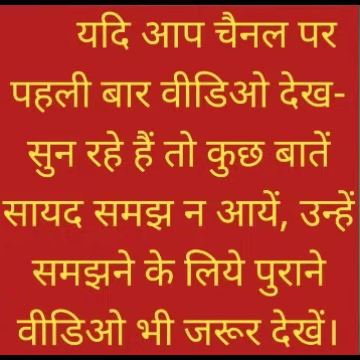 यदि आप चैनल पर
पहली बार वीडिओ देख-
सुन रहे हैं तो कुछ बातें
सायद समझ न आयें, उन्हें
समझने के लिये पुराने
वीडिओ भी जरूर देखें।